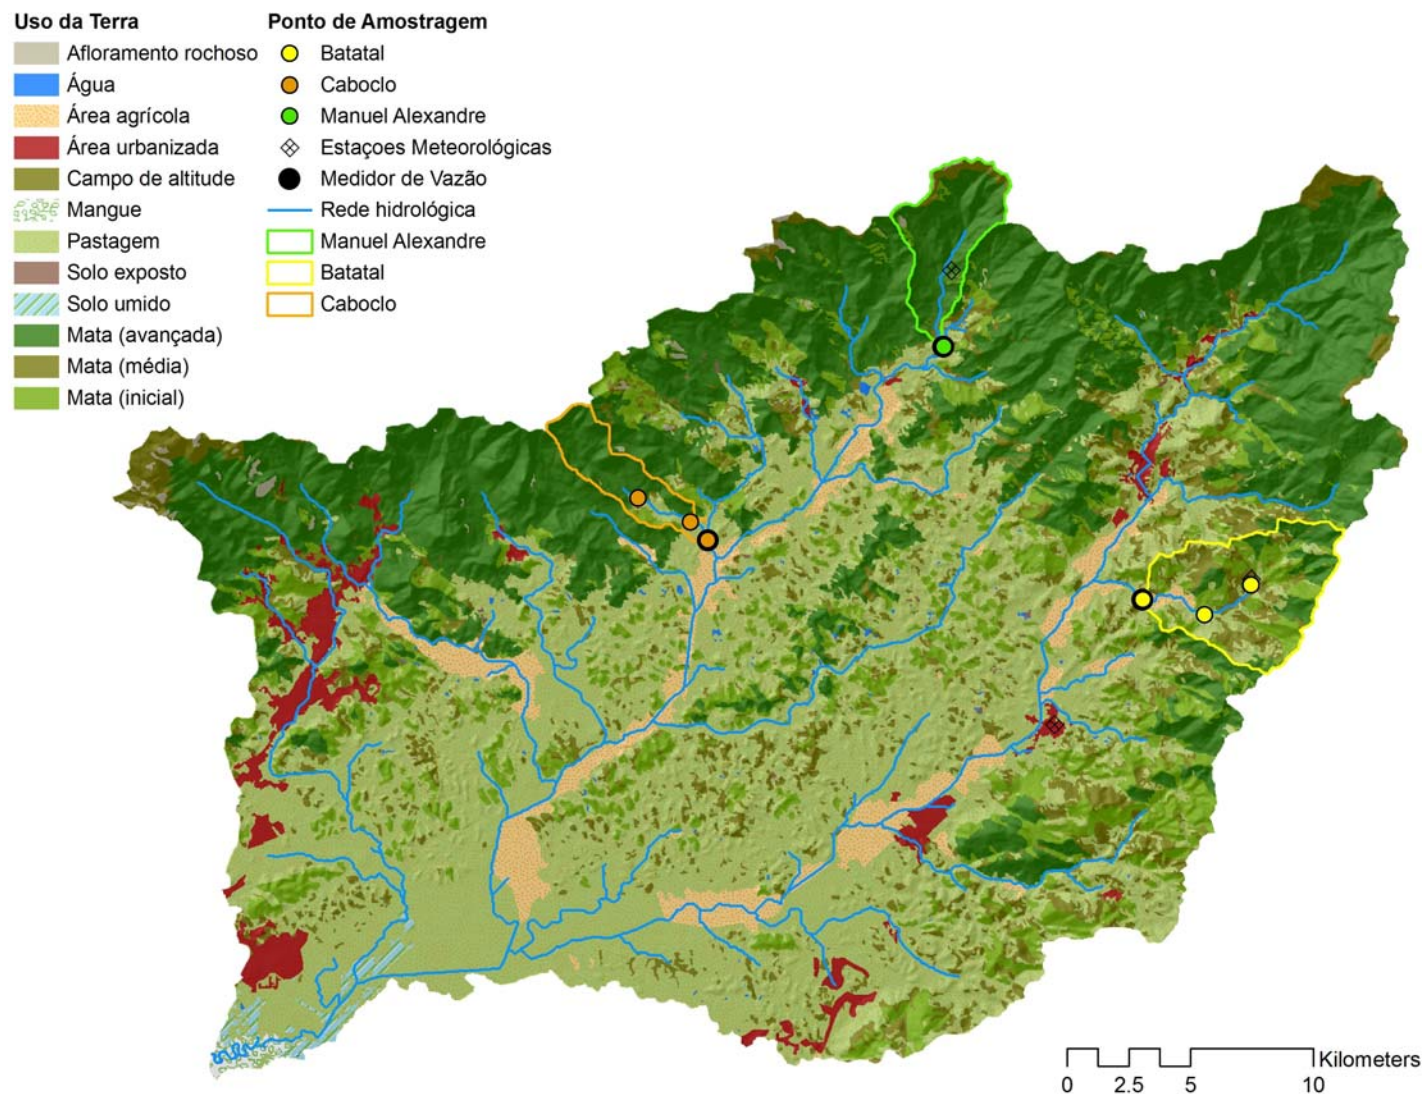 Uso da Terra
Afloramento rochoso
Água
Área agrícola
Área urbanizada
Campo de altitude
Mangue
Pastagem
Solo exposto
Solo umido
Mata (avançada)
Mata (média)
Mata (inicial)
Ponto de Amostragem
Batatal
Caboclo
Manuel Alexandre
Estaçoes Meteorológicas
Medidor de Vazão
Rede hidrológica
Manuel Alexandre
Batatal
Caboclo
Kilometers
0 2.5 5 10